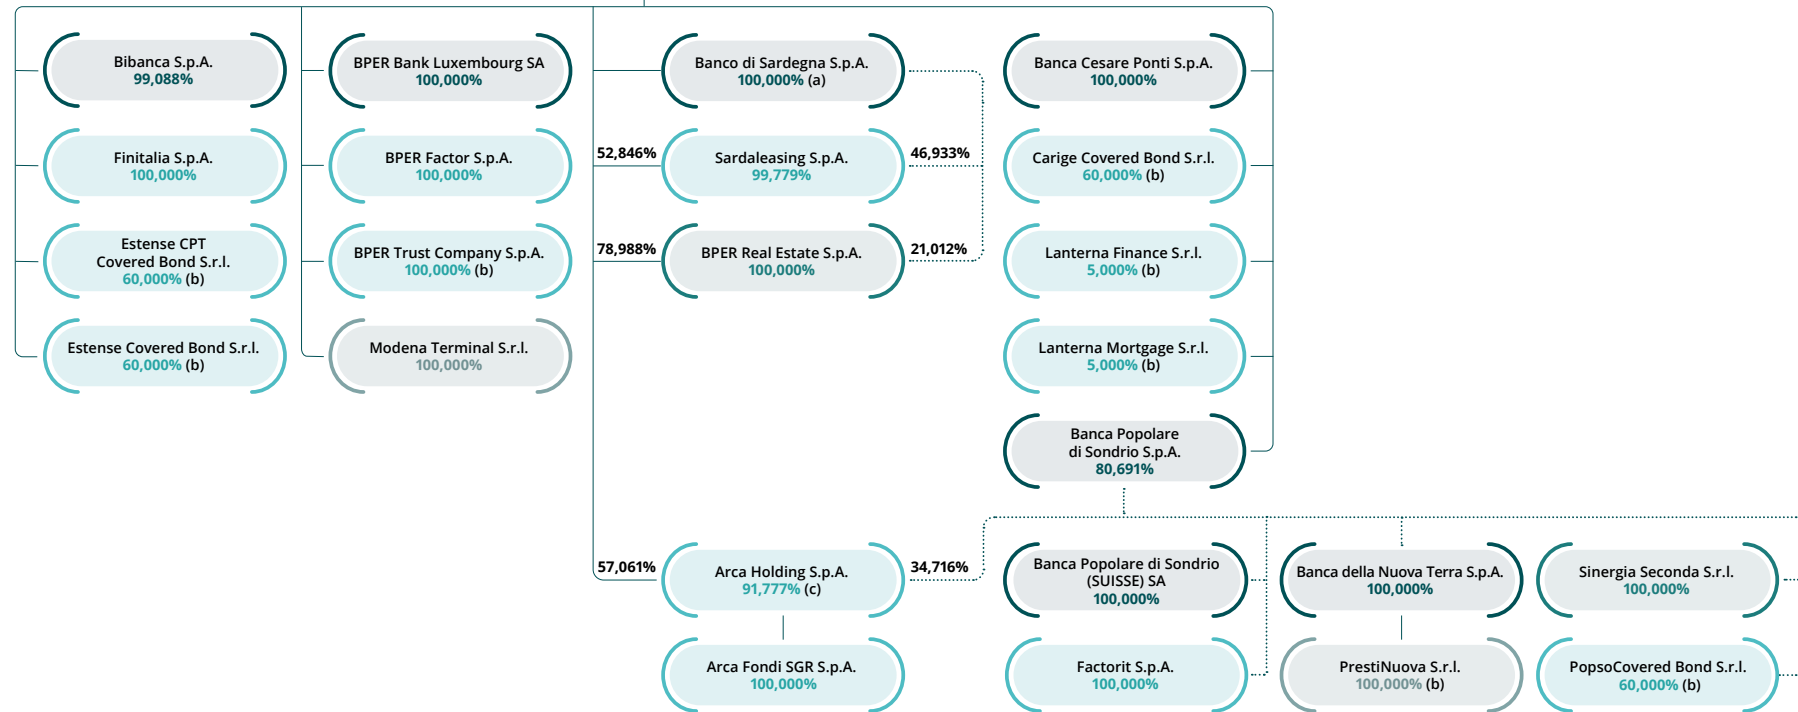 Bibanca S.p.A.
99,088%
BPER Bank Luxembourg SA
100,000%
Banco di Sardegna S.p.A.
100,000% (a)
Banca Cesare Ponti S.p.A.
100,000%
Finitalia S.p.A.
100,000%
BPER Factor S.p.A.
100,000%
52,846%
Sardaleasing S.p.A.
99,779%
46,933%
Carige Covered Bond S.r.l.
60,000% (b)
Estense CPT
Covered Bond S.r.l.
60,000% (b)
BPER Trust Company S.p.A.
100,000% (b)
78,988%
BPER Real Estate S.p.A.
100,000%
21,012%
Lanterna Finance S.r.l.
5,000% (b)
Estense Covered Bond S.r.l.
60,000% (b)
Modena Terminal S.r.l.
100,000%
Lanterna Mortgage S.r.l.
5,000% (b)
Banca Popolare
di Sondrio S.p.A.
80,691%
57,061%
Arca Holding S.p.A.
91,777% (c)
34,716%
Banca Popolare di Sondrio
(SUISSE) SA
100,000%
Banca della Nuova Terra S.p.A.
100,000%
Sinergia Seconda S.r.l.
100,000%
Arca Fondi SGR S.p.A.
100,000%
Factorit S.p.A.
100,000%
PrestiNuova S.r.l.
100,000% (b)
PopsoCovered Bond S.r.l.
60,000% (b)